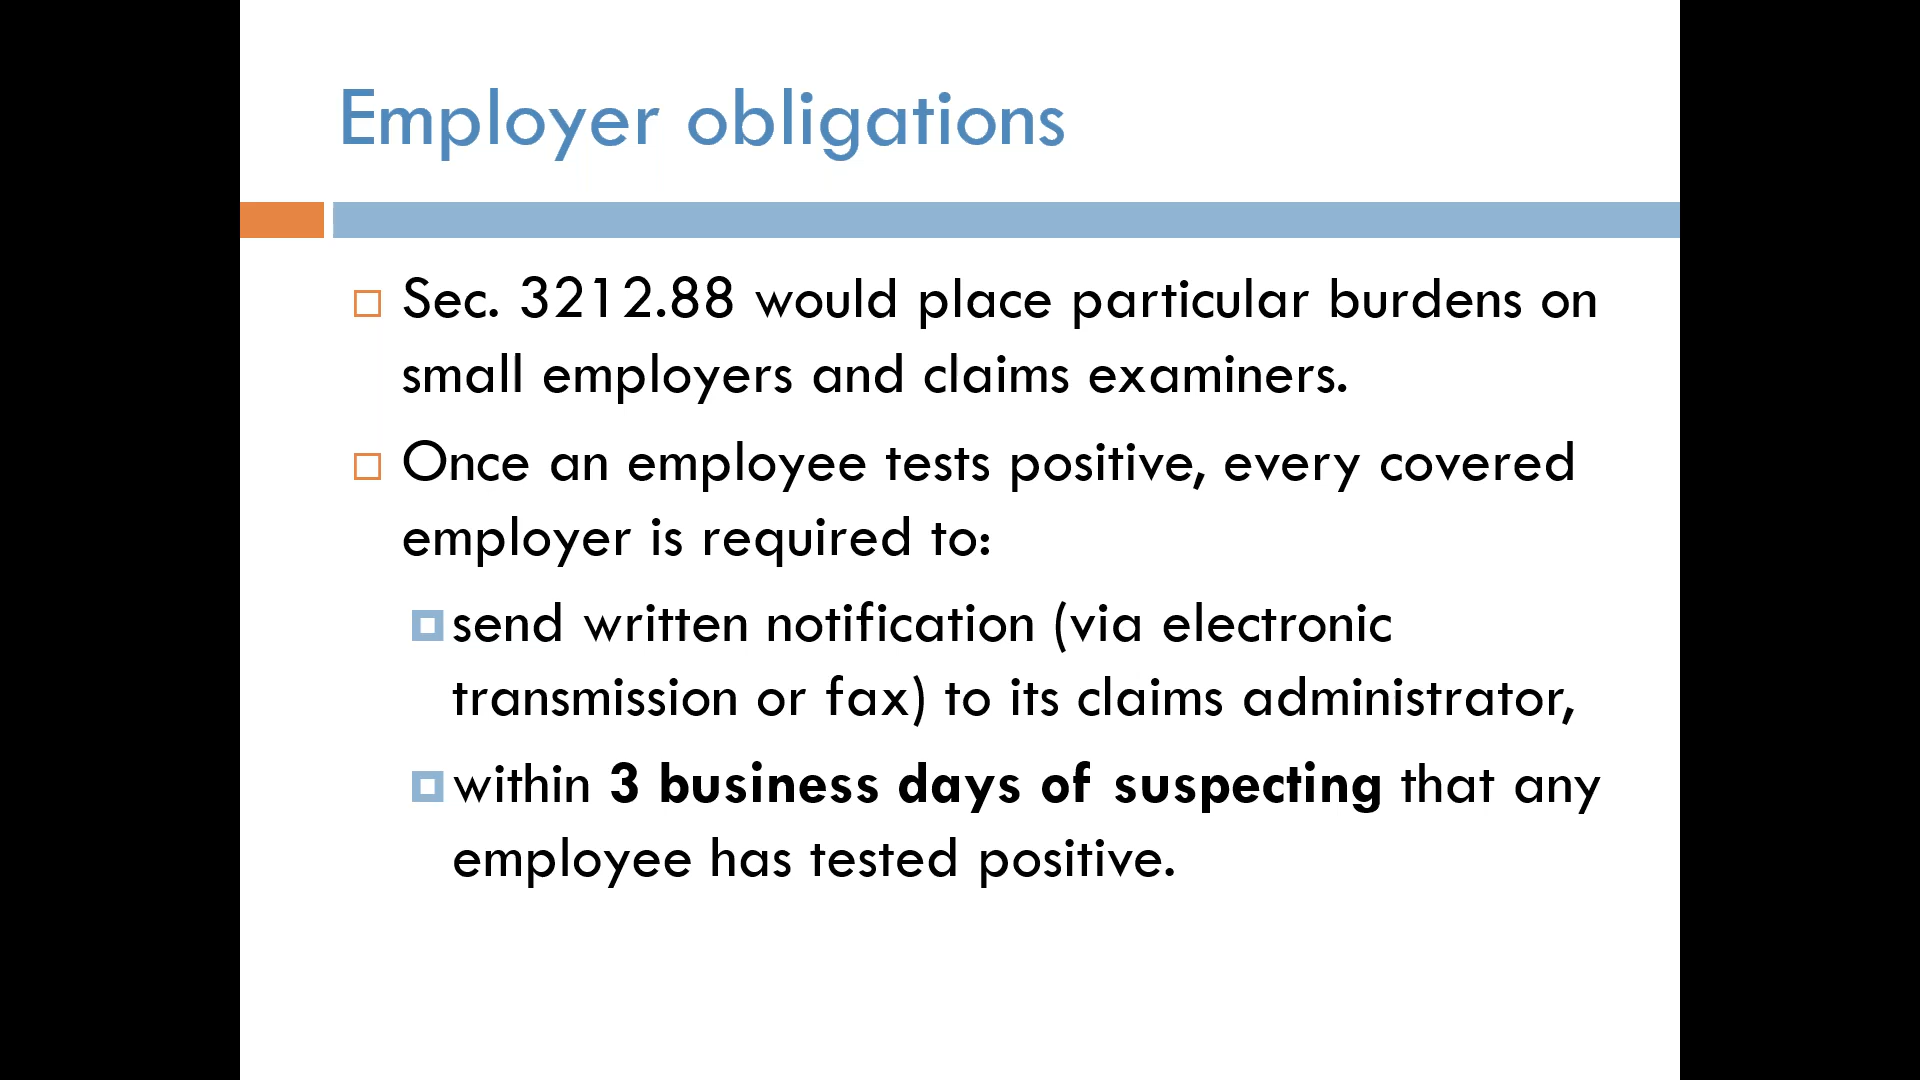 Employer obligations
Sec. 3212.88 would place particular burdens on
small employers and claims examiners.
Once an employee tests positive, every covered
employer is required to:
send written notification (via electronic
transmission or fax) to its claims administrator,
within 3 business days of suspecting that any
employee has tested positive.